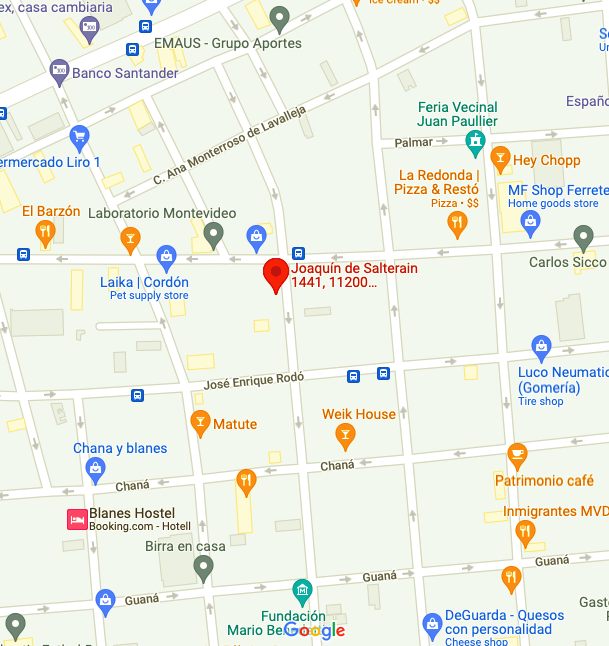 Ice Cream • $$
ex, casa cambiaria
EMAUS - Grupo Aportes
Banco Santander
Feria Vecinal
Juan Paullier
Españo
C. Ana Monterroso de Lavalleja
Palmar
ermercado Liro 1
Hey Chopp
La Redonda |
Pizza & Restó
Pizza • $$
MF Shop Ferrete
Home goods store
El Barzón
Laboratorio Montevideo
Carlos Sicco
Joaquín de Salterain
1441, 11200...
Laika | Cordón
Pet supply store
José Enrique Rodó
Luco Neumatic
(Gomería)
Tire shop
Matute
Weik House
Chana y blanes
Chaná
Chaná
Patrimonio café
Blanes Hostel
Booking.com - Hotell
Inmigrantes MVD
Birra en casa
Guaná
Guaná
Guaná
Fundación
Google
DeGuarda - Quesos
con personalidad
Cheese shop
Gasto